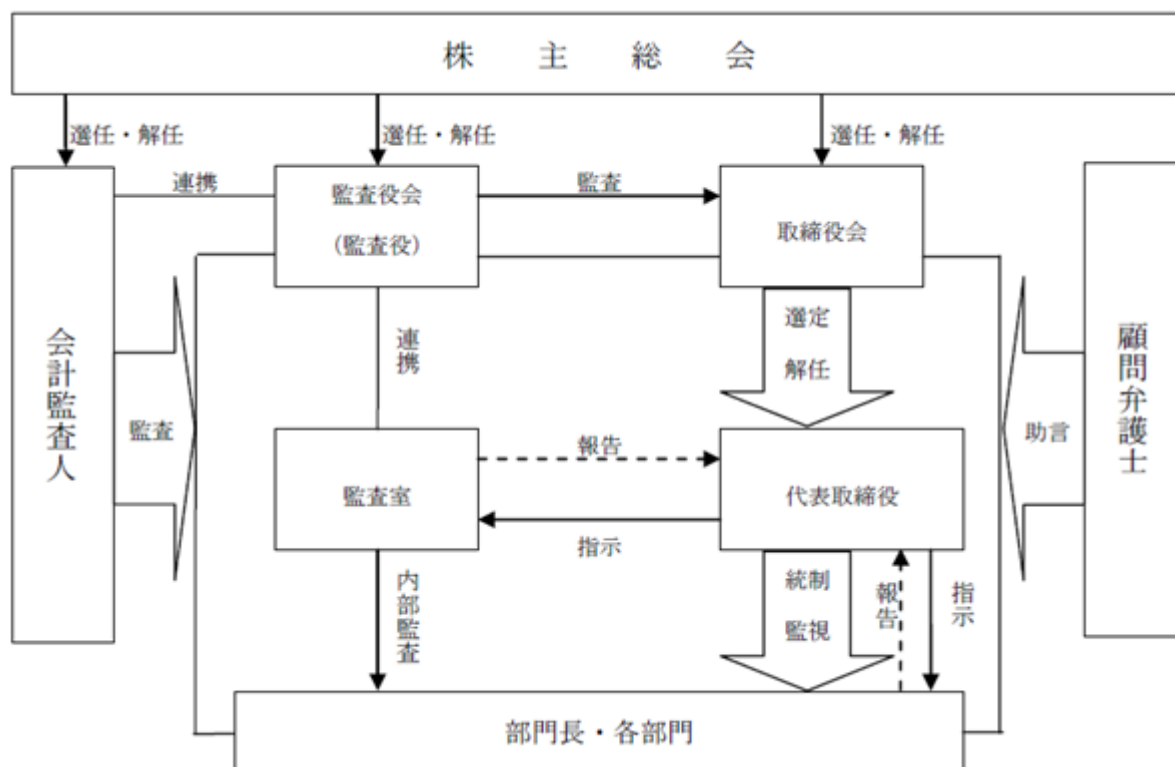 株主総会
選任・解任
選任・解任
選任・解任
連携
監査役会
(監査役)
監査
取締役会
会計監査人
監査
連携
選定
解任
助言
顧問弁護士
監査室
報告
指示
代表取締役
内部監査
統制
監視
報告
指示
部門長・各部門